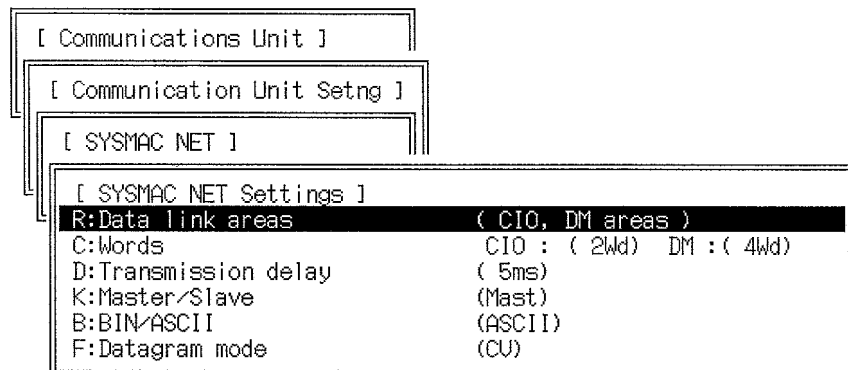 [ Communications Unit ]
[ Communication Unit Setng ]
[ SYSMAC NET ]
[ SYSMAC NET Settings ]
R:Data link areas ( CIO, DM areas )
C:Words CIO : ( 2Wd) DM :( 4Wd)
D:Transmission delay ( 5ms)
K:Master/Slave (Mast)
B:BIN/ASCII (ASCII)
F:Datagram mode (CV)